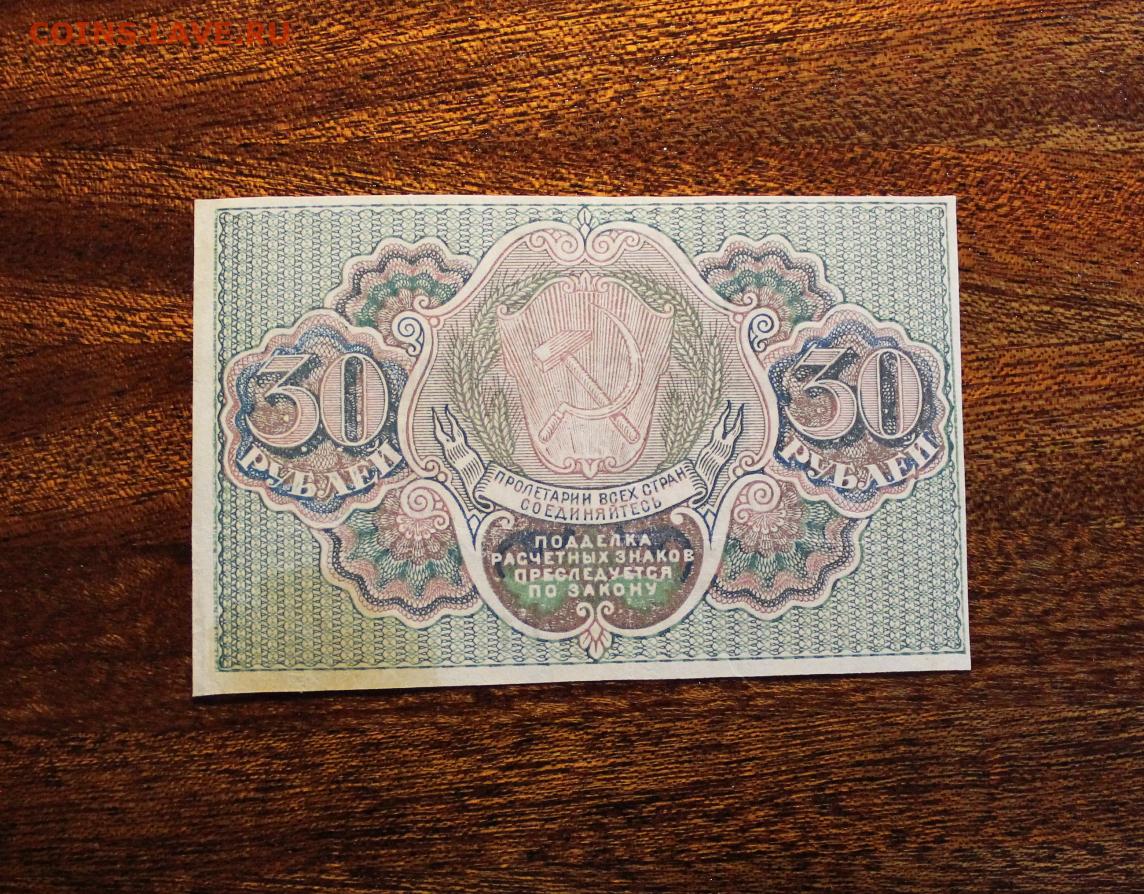 COINS.LAVE.RU
30
РУБЛЕЙ
30
РУБЛЕЙ
ПРОЛЕТАРИИ ВСЕХ СТРАН
СОЕДИНЯЙТЕСЬ
ПОДДЕЛКА
РАСЧЕТНЫХ ЗНАКОВ
ПРЕСЛЕДУЕТСЯ
ПО ЗАКОНУ